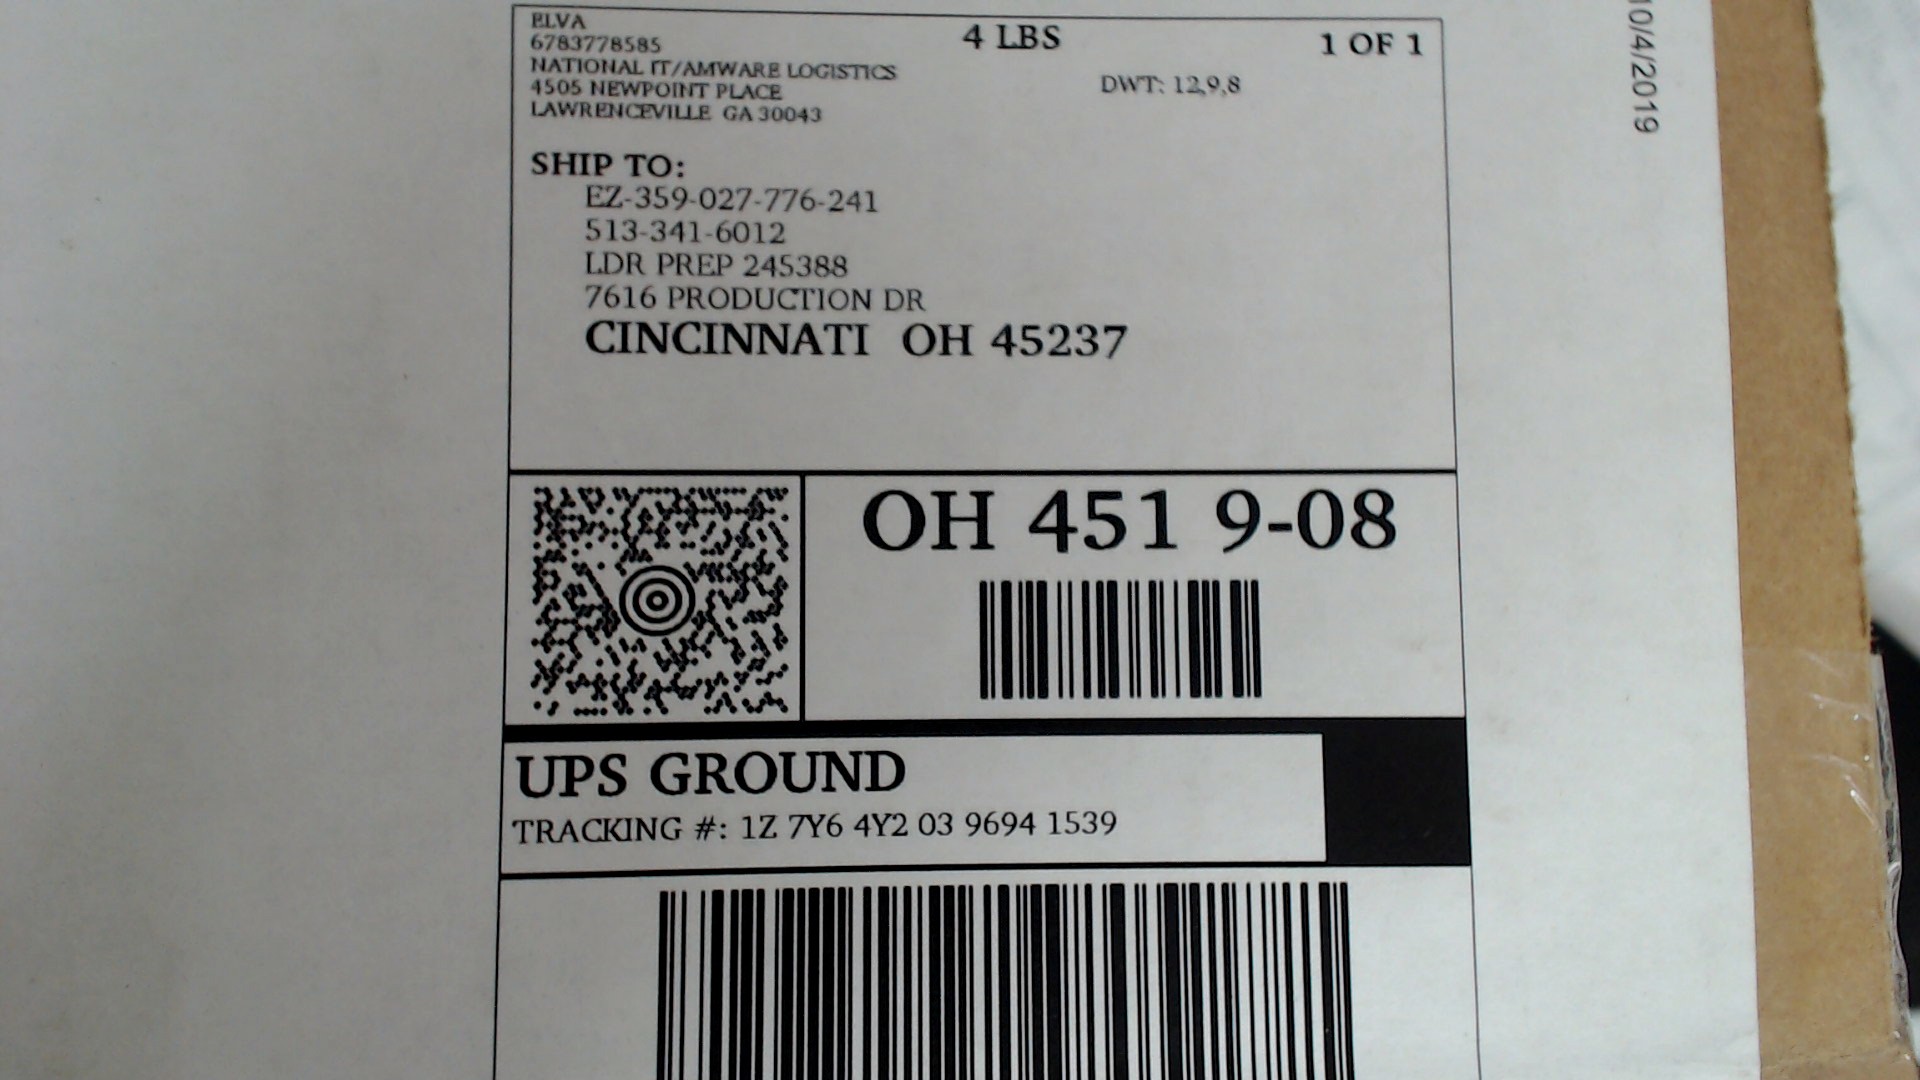 ELVA
6783778585
NATIONAL IT/AMWARE LOGISTICS
4505 NEWPOINT PLACE
LAWRENCEVILLE GA 30043
4 LBS
1 OF 1
DWT: 12,9,8
SHIP TO:
EZ-359-027-776-241
513-341-6012
LDR PREP 245388
7616 PRODUCTION DR
CINCINNATI OH 45237
OH 451 9-08
UPS GROUND
TRACKING #: 1Z 7Y6 4Y2 03 9694 1539
10/4/2019